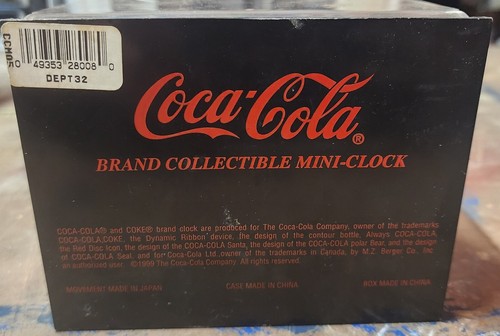 CCM05
0 49353 28008 0
DEPT32
Coca-Cola®
BRAND COLLECTIBLE MINI-CLOCK
COCA-COLA® and COKE® brand clock are produced for The Coca-Cola Company, owner of the trademarks
COCA-COLA,COKE, the Dynamic Ribbon device, the design of the contour bottle, Always COCA-COLA,
the Red Disc Icon, the design of the COCA-COLA Santa, the design of the COCA-COLA polar Bear, and the design
of COCA-COLA Seal, and for Coca-Cola Ltd.,owner of the trademarks in Canada, by M.Z. Berger Co., Inc.
an authorised user. ©1999 The Coca-Cola Company. All rights reserved.
MOVEMENT MADE IN JAPAN CASE MADE IN CHINA BOX MADE IN CHINA